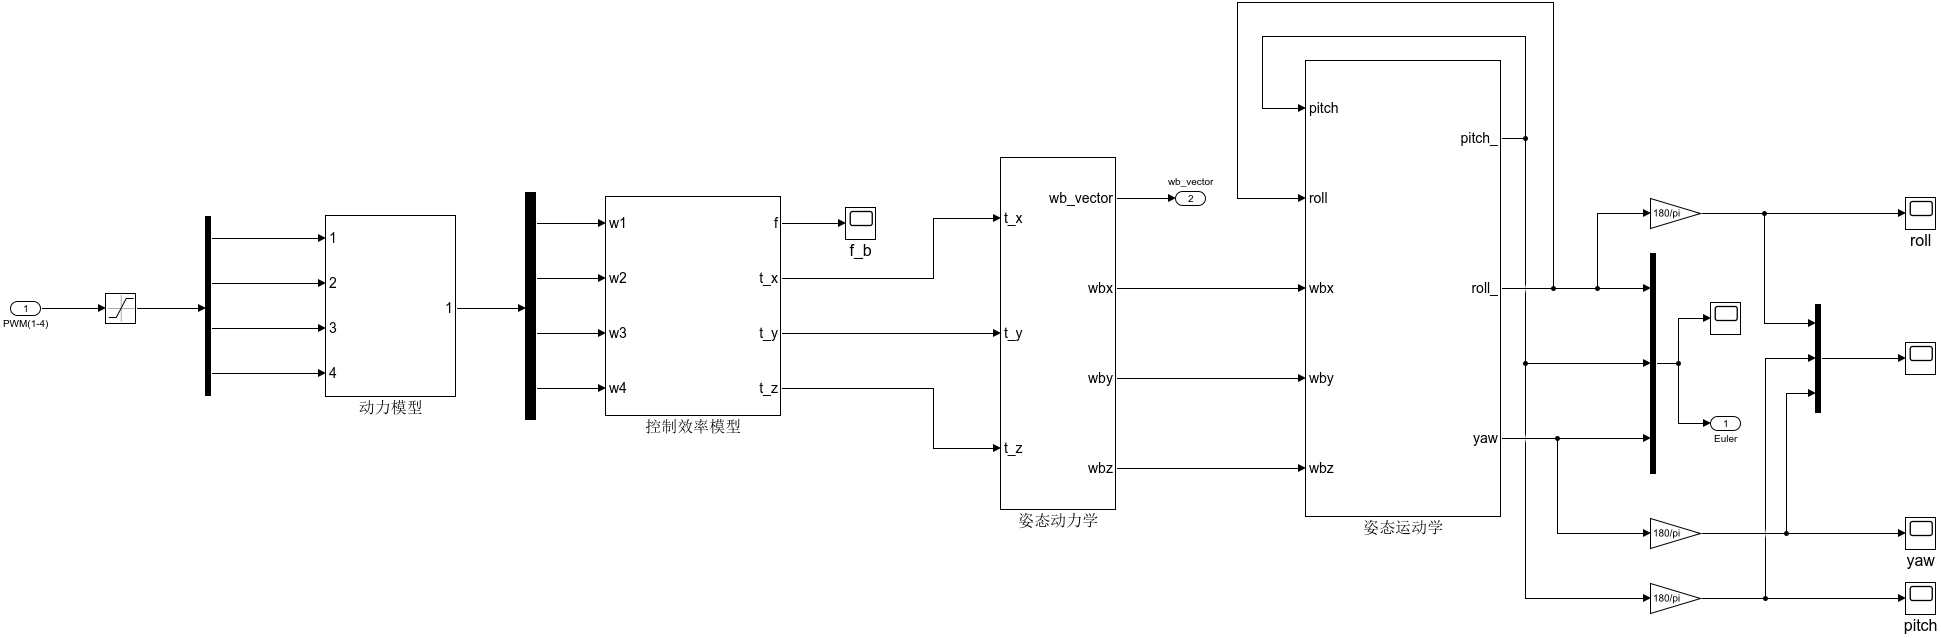 1
PWM(1-4)
1
2
3
4
1
动力模型
w1
w2
w3
w4
f
t_x
t_y
t_z
控制效率模型
f_b
t_x
t_y
t_z
wb_vector
wbx
wby
wbz
姿态动力学
wb_vector
2
pitch
roll
wbx
wby
wbz
pitch_
roll_
yaw
姿态运动学
180/pi
roll
1
Euler
180/pi
yaw
180/pi
pitch